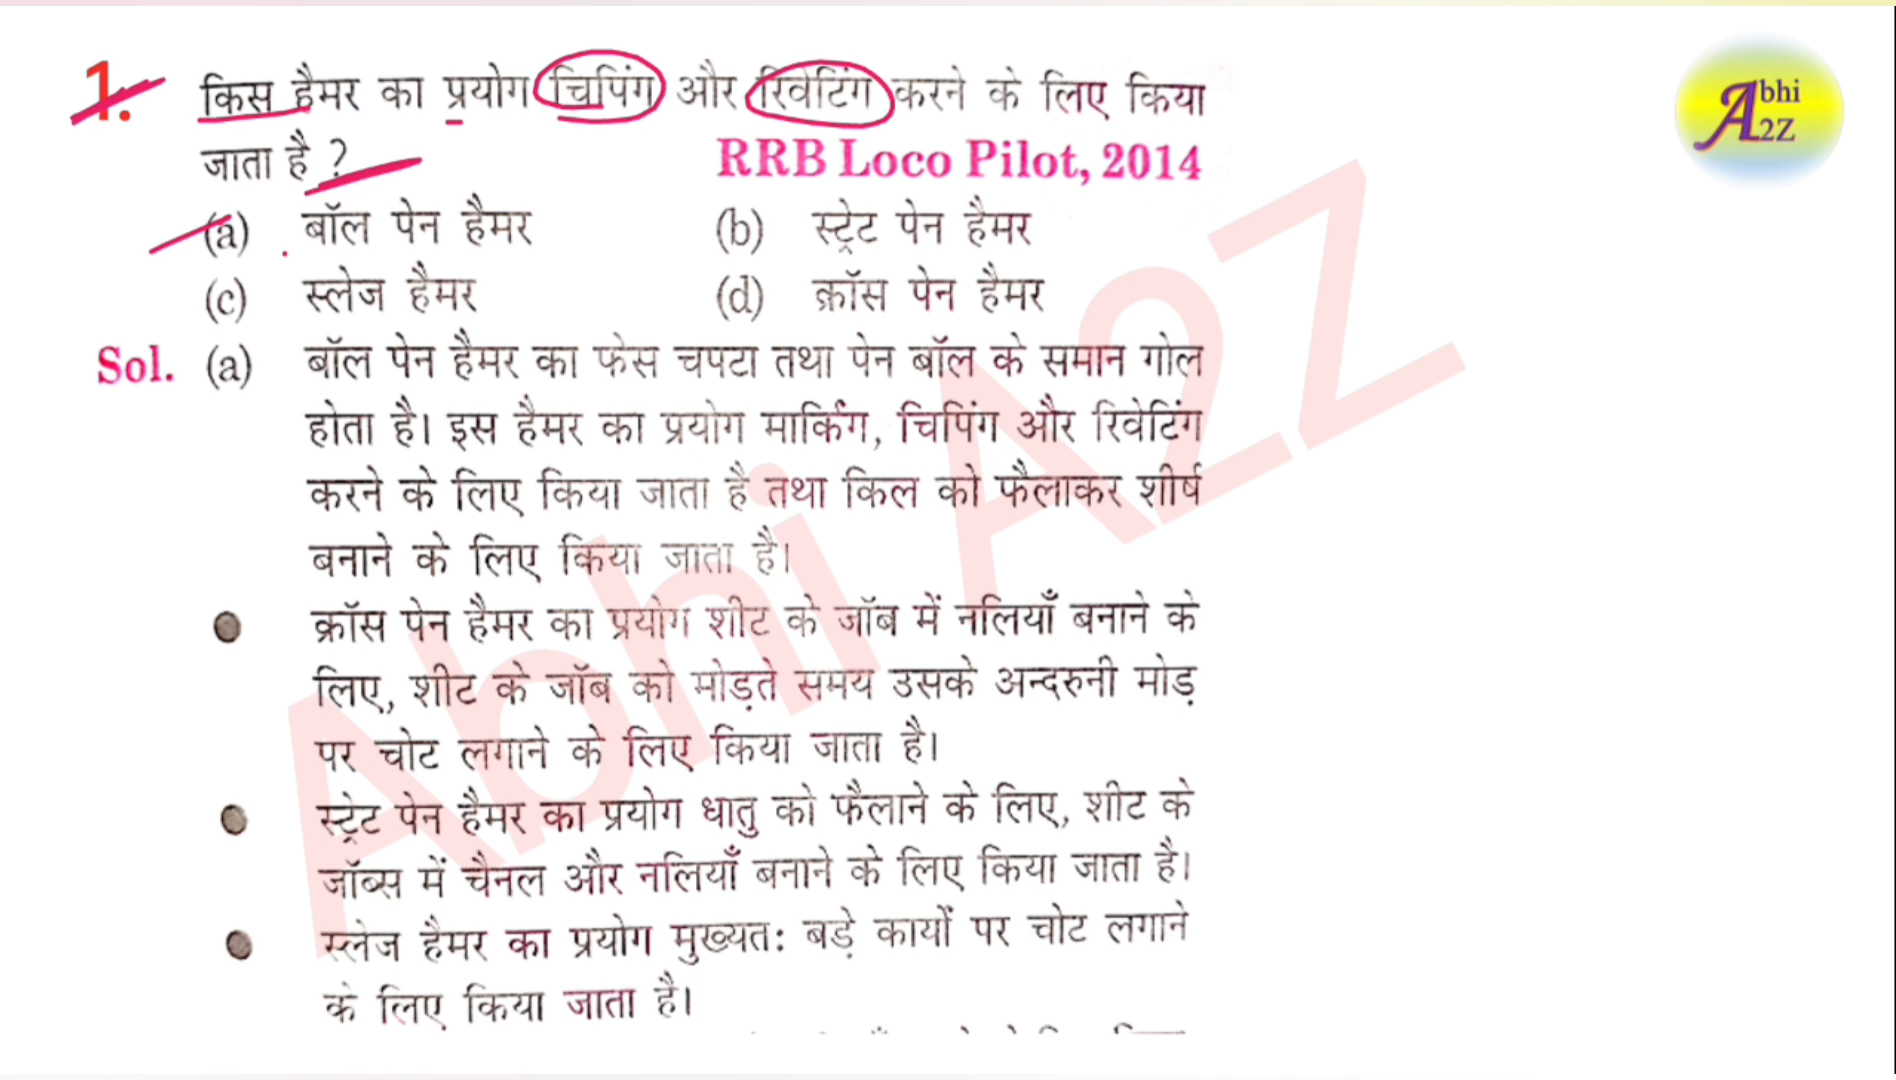 1. किस हैमर का प्रयोग चिपिंग और रिवेटिंग करने के लिए किया
जाता है ? RRB Loco Pilot, 2014
(a) बॉल पेन हैमर (b) स्ट्रेट पेन हैमर
(c) स्लेज हैमर (d) क्रॉस पेन हैमर
Sol. (a) बॉल पेन हैमर का फेस चपटा तथा पेन बॉल के समान गोल
होता है। इस हैमर का प्रयोग मार्किंग, चिपिंग और रिवेटिंग
करने के लिए किया जाता है तथा किल को फैलाकर शीर्ष
बनाने के लिए किया जाता है।
● क्रॉस पेन हैमर का प्रयोग शीट के जॉब में नलियाँ बनाने के
लिए, शीट के जॉब को मोड़ते समय उसके अन्दरुनी मोड़
पर चोट लगाने के लिए किया जाता है।
● स्ट्रेट पेन हैमर का प्रयोग धातु को फैलाने के लिए, शीट के
जॉब्स में चैनल और नलियाँ बनाने के लिए किया जाता है।
● स्लेज हैमर का प्रयोग मुख्यत: बड़े कार्यो पर चोट लगाने
के लिए किया जाता है।
Abhi A2Z
Abhi
2Z